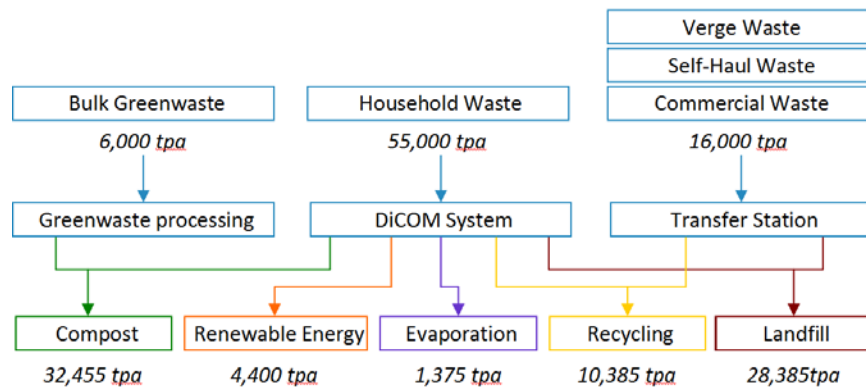 Verge Waste
Self-Haul Waste
Bulk Greenwaste Household Waste Commercial Waste
6,000 tpa 55,000 tpa 16,000 tpa
Greenwaste processing DiCOM System Transfer Station
Compost Renewable Energy Evaporation Recycling Landfill
32,455 tpa 4,400 tpa 1,375 tpa 10,385 tpa 28,385tpa